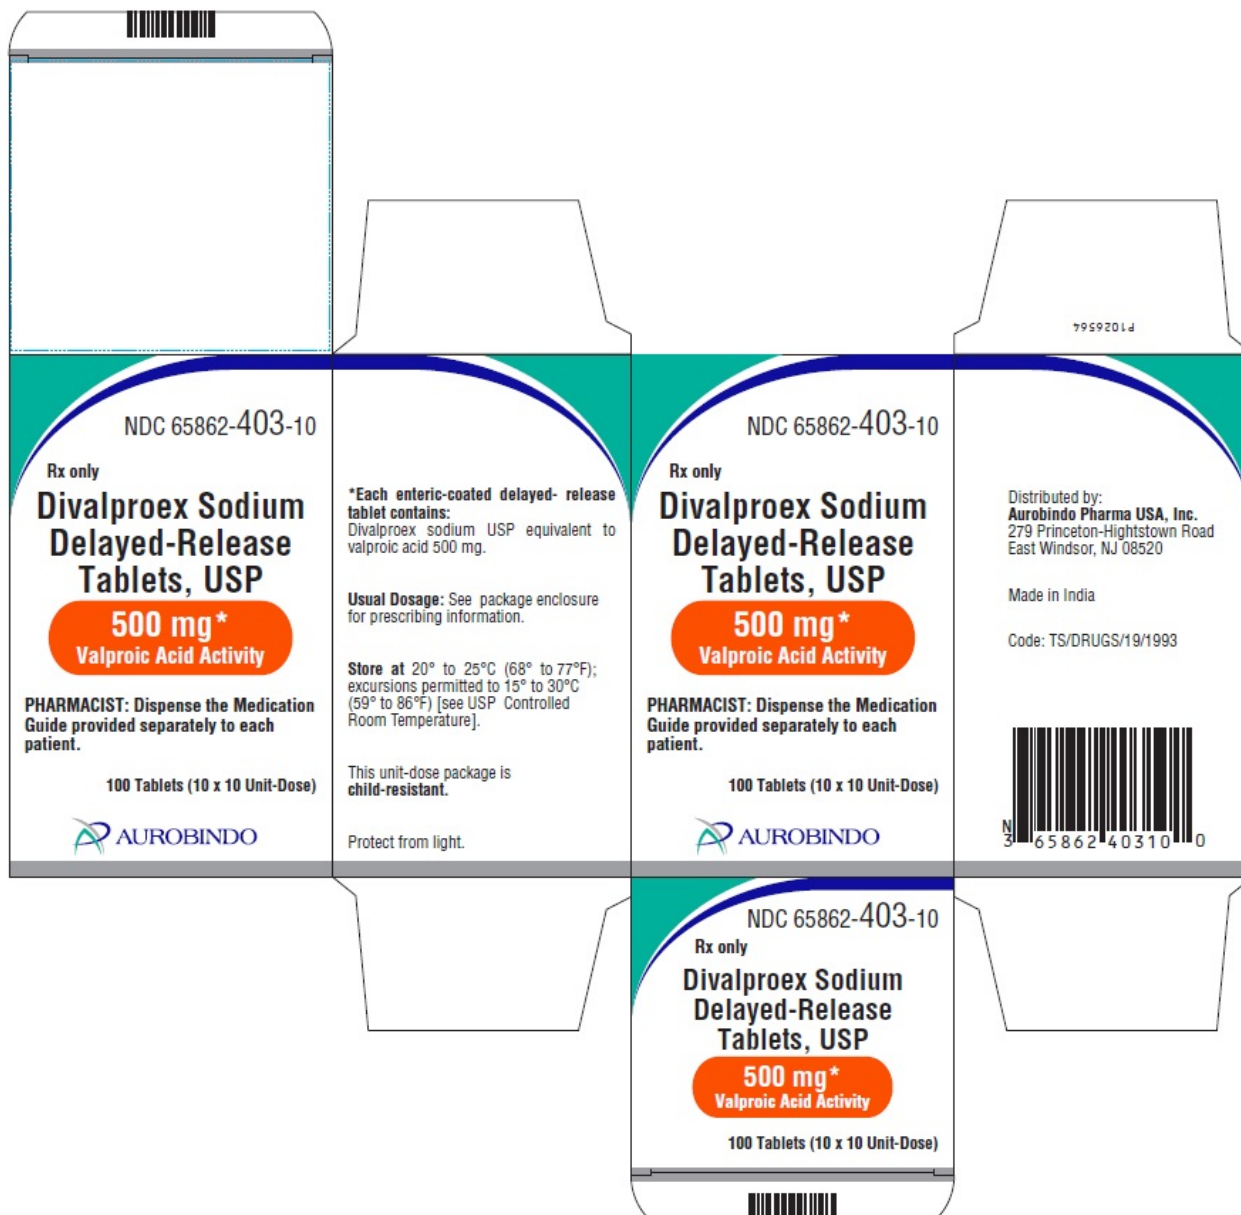 P1026564
NDC 65862-403-10
Rx only
Divalproex Sodium
Delayed-Release
Tablets, USP
500 mg*
Valproic Acid Activity
PHARMACIST: Dispense the Medication
Guide provided separately to each
patient.
100 Tablets (10 x 10 Unit-Dose)
AUROBINDO
*Each enteric-coated delayed- release
tablet contains:
Divalproex sodium USP equivalent to
valproic acid 500 mg.
Usual Dosage: See package enclosure
for prescribing information.
Store at 20° to 25°C (68° to 77°F);
excursions permitted to 15° to 30°C
(59° to 86°F) [see USP Controlled
Room Temperature].
This unit-dose package is
child-resistant.
Protect from light.
NDC 65862-403-10
Rx only
Divalproex Sodium
Delayed-Release
Tablets, USP
500 mg*
Valproic Acid Activity
PHARMACIST: Dispense the Medication
Guide provided separately to each
patient.
100 Tablets (10 x 10 Unit-Dose)
AUROBINDO
Distributed by:
Aurobindo Pharma USA, Inc.
279 Princeton-Hightstown Road
East Windsor, NJ 08520
Made in India
Code: TS/DRUGS/19/1993
N
3 65862 40310 0
NDC 65862-403-10
Rx only
Divalproex Sodium
Delayed-Release
Tablets, USP
500 mg*
Valproic Acid Activity
100 Tablets (10 x 10 Unit-Dose)